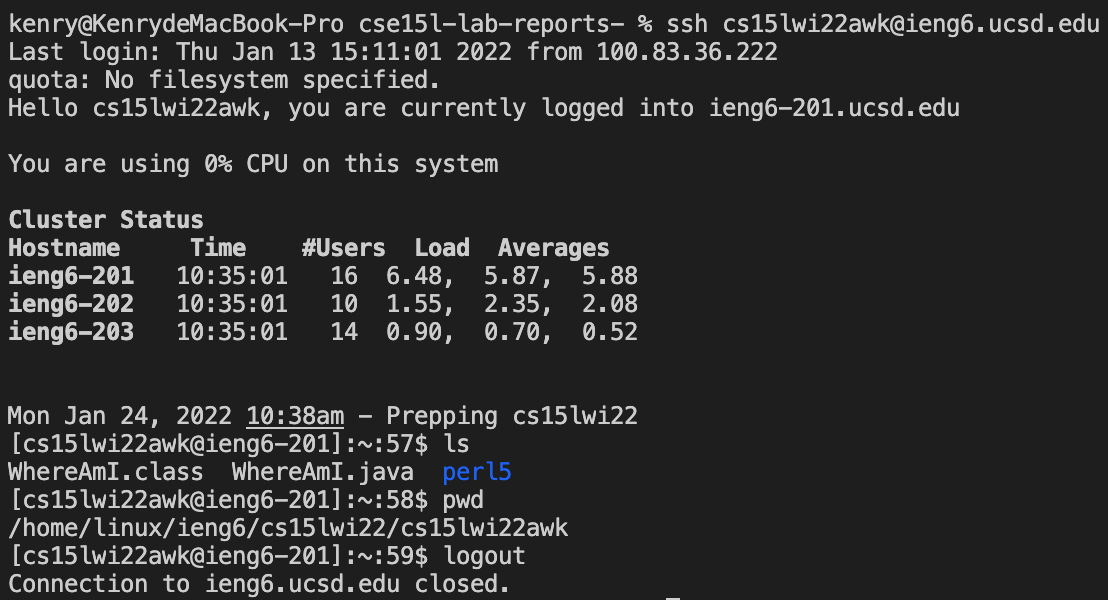 kenry@KenrydeMacBook-Pro cse15l-lab-reports- % ssh cs15lwi22awk@ieng6.ucsd.edu
Last login: Thu Jan 13 15:11:01 2022 from 100.83.36.222
quota: No filesystem specified.
Hello cs15lwi22awk, you are currently logged into ieng6-201.ucsd.edu
You are using 0% CPU on this system
Cluster Status
Hostname     Time    #Users  Load  Averages
ieng6-201   10:35:01   16  6.48,  5.87,  5.88
ieng6-202   10:35:01   10  1.55,  2.35,  2.08
ieng6-203   10:35:01   14  0.90,  0.70,  0.52
Mon Jan 24, 2022 10:38am - Prepping cs15lwi22
[cs15lwi22awk@ieng6-201]:~:57$ ls
WhereAmI.class  WhereAmI.java  perl5
[cs15lwi22awk@ieng6-201]:~:58$ pwd
/home/linux/ieng6/cs15lwi22/cs15lwi22awk
[cs15lwi22awk@ieng6-201]:~:59$ logout
Connection to ieng6.ucsd.edu closed.